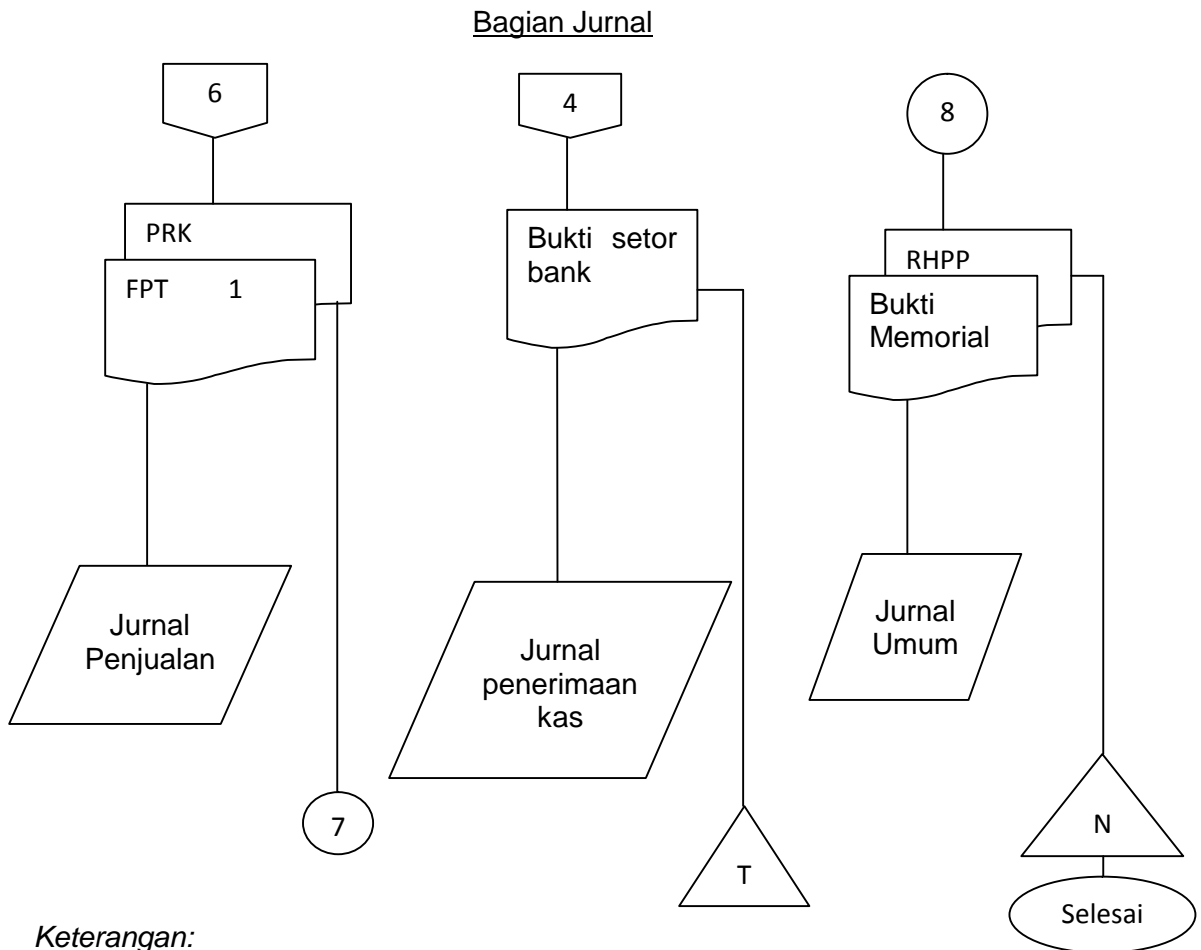 Bagian Jurnal
6
4
8
PRK
FPT 1
Bukti setor
bank
RHPP
Bukti
Memorial
Jurnal
Penjualan
Jurnal
penerimaan
kas
Jurnal
Umum
7
T
N
Selesai
Keterangan: